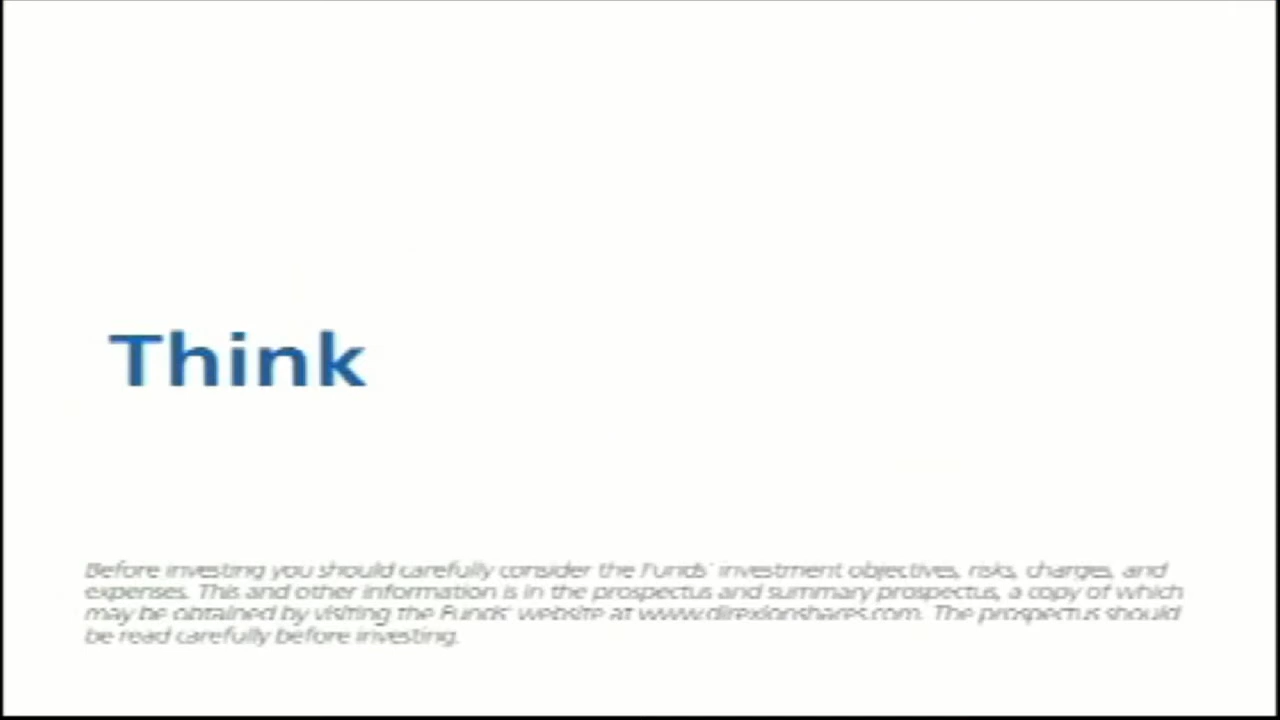 Think
Before investing you should carefully consider the Funds' investment objectives, risks, charges, and
expenses. This and other information is in the prospectus and summary prospectus, a copy of which
may be obtained by visiting the Funds' website at www.direxionshares.com. The prospectus should
be read carefully before investing.